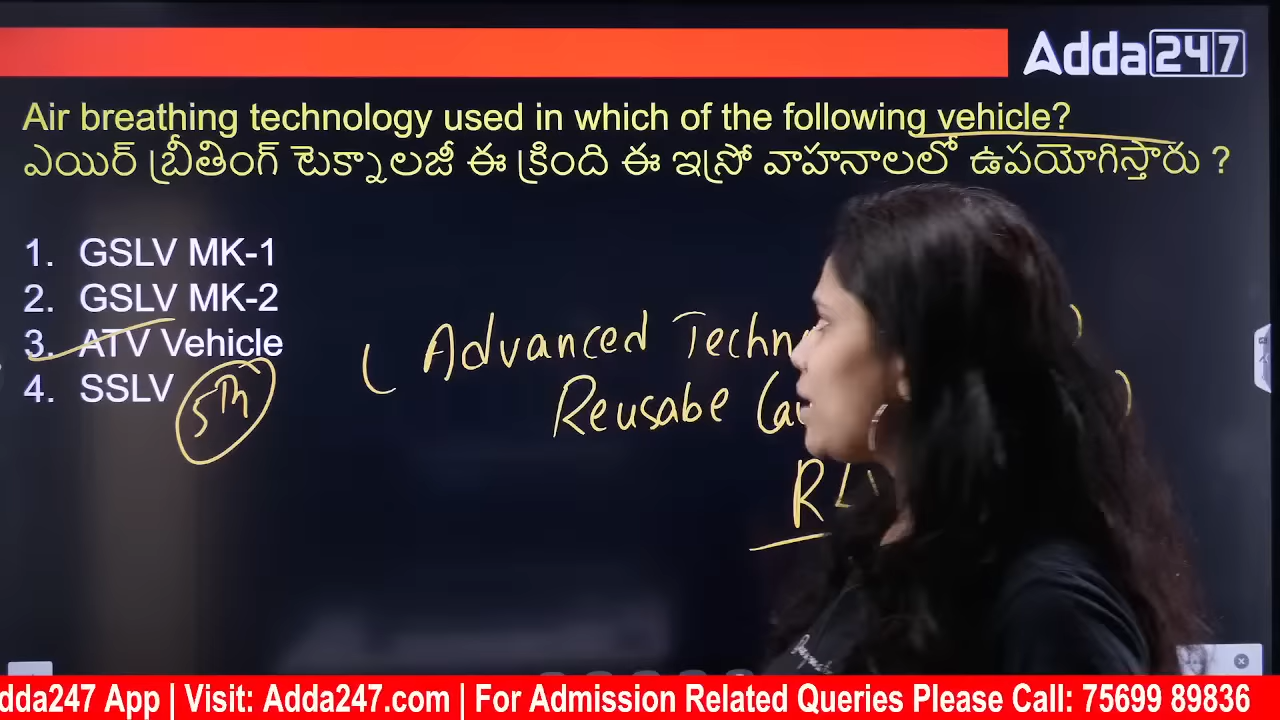 Adda247
Air breathing technology used in which of the following vehicle?
ఎయిర్ బ్రీతింగ్ టెక్నాలజీ ఈ క్రింది ఈ ఇస్రో వాహనాలలో ఉపయోగిస్తారు ?
1. GSLV MK-1
2. GSLV MK-2
3. ATV Vehicle
4. SSLV
5th
( Advanced )
Reusabe )
dda247 App | Visit: Adda247.com | For Admission Related Queries Please Call: 75699 89836